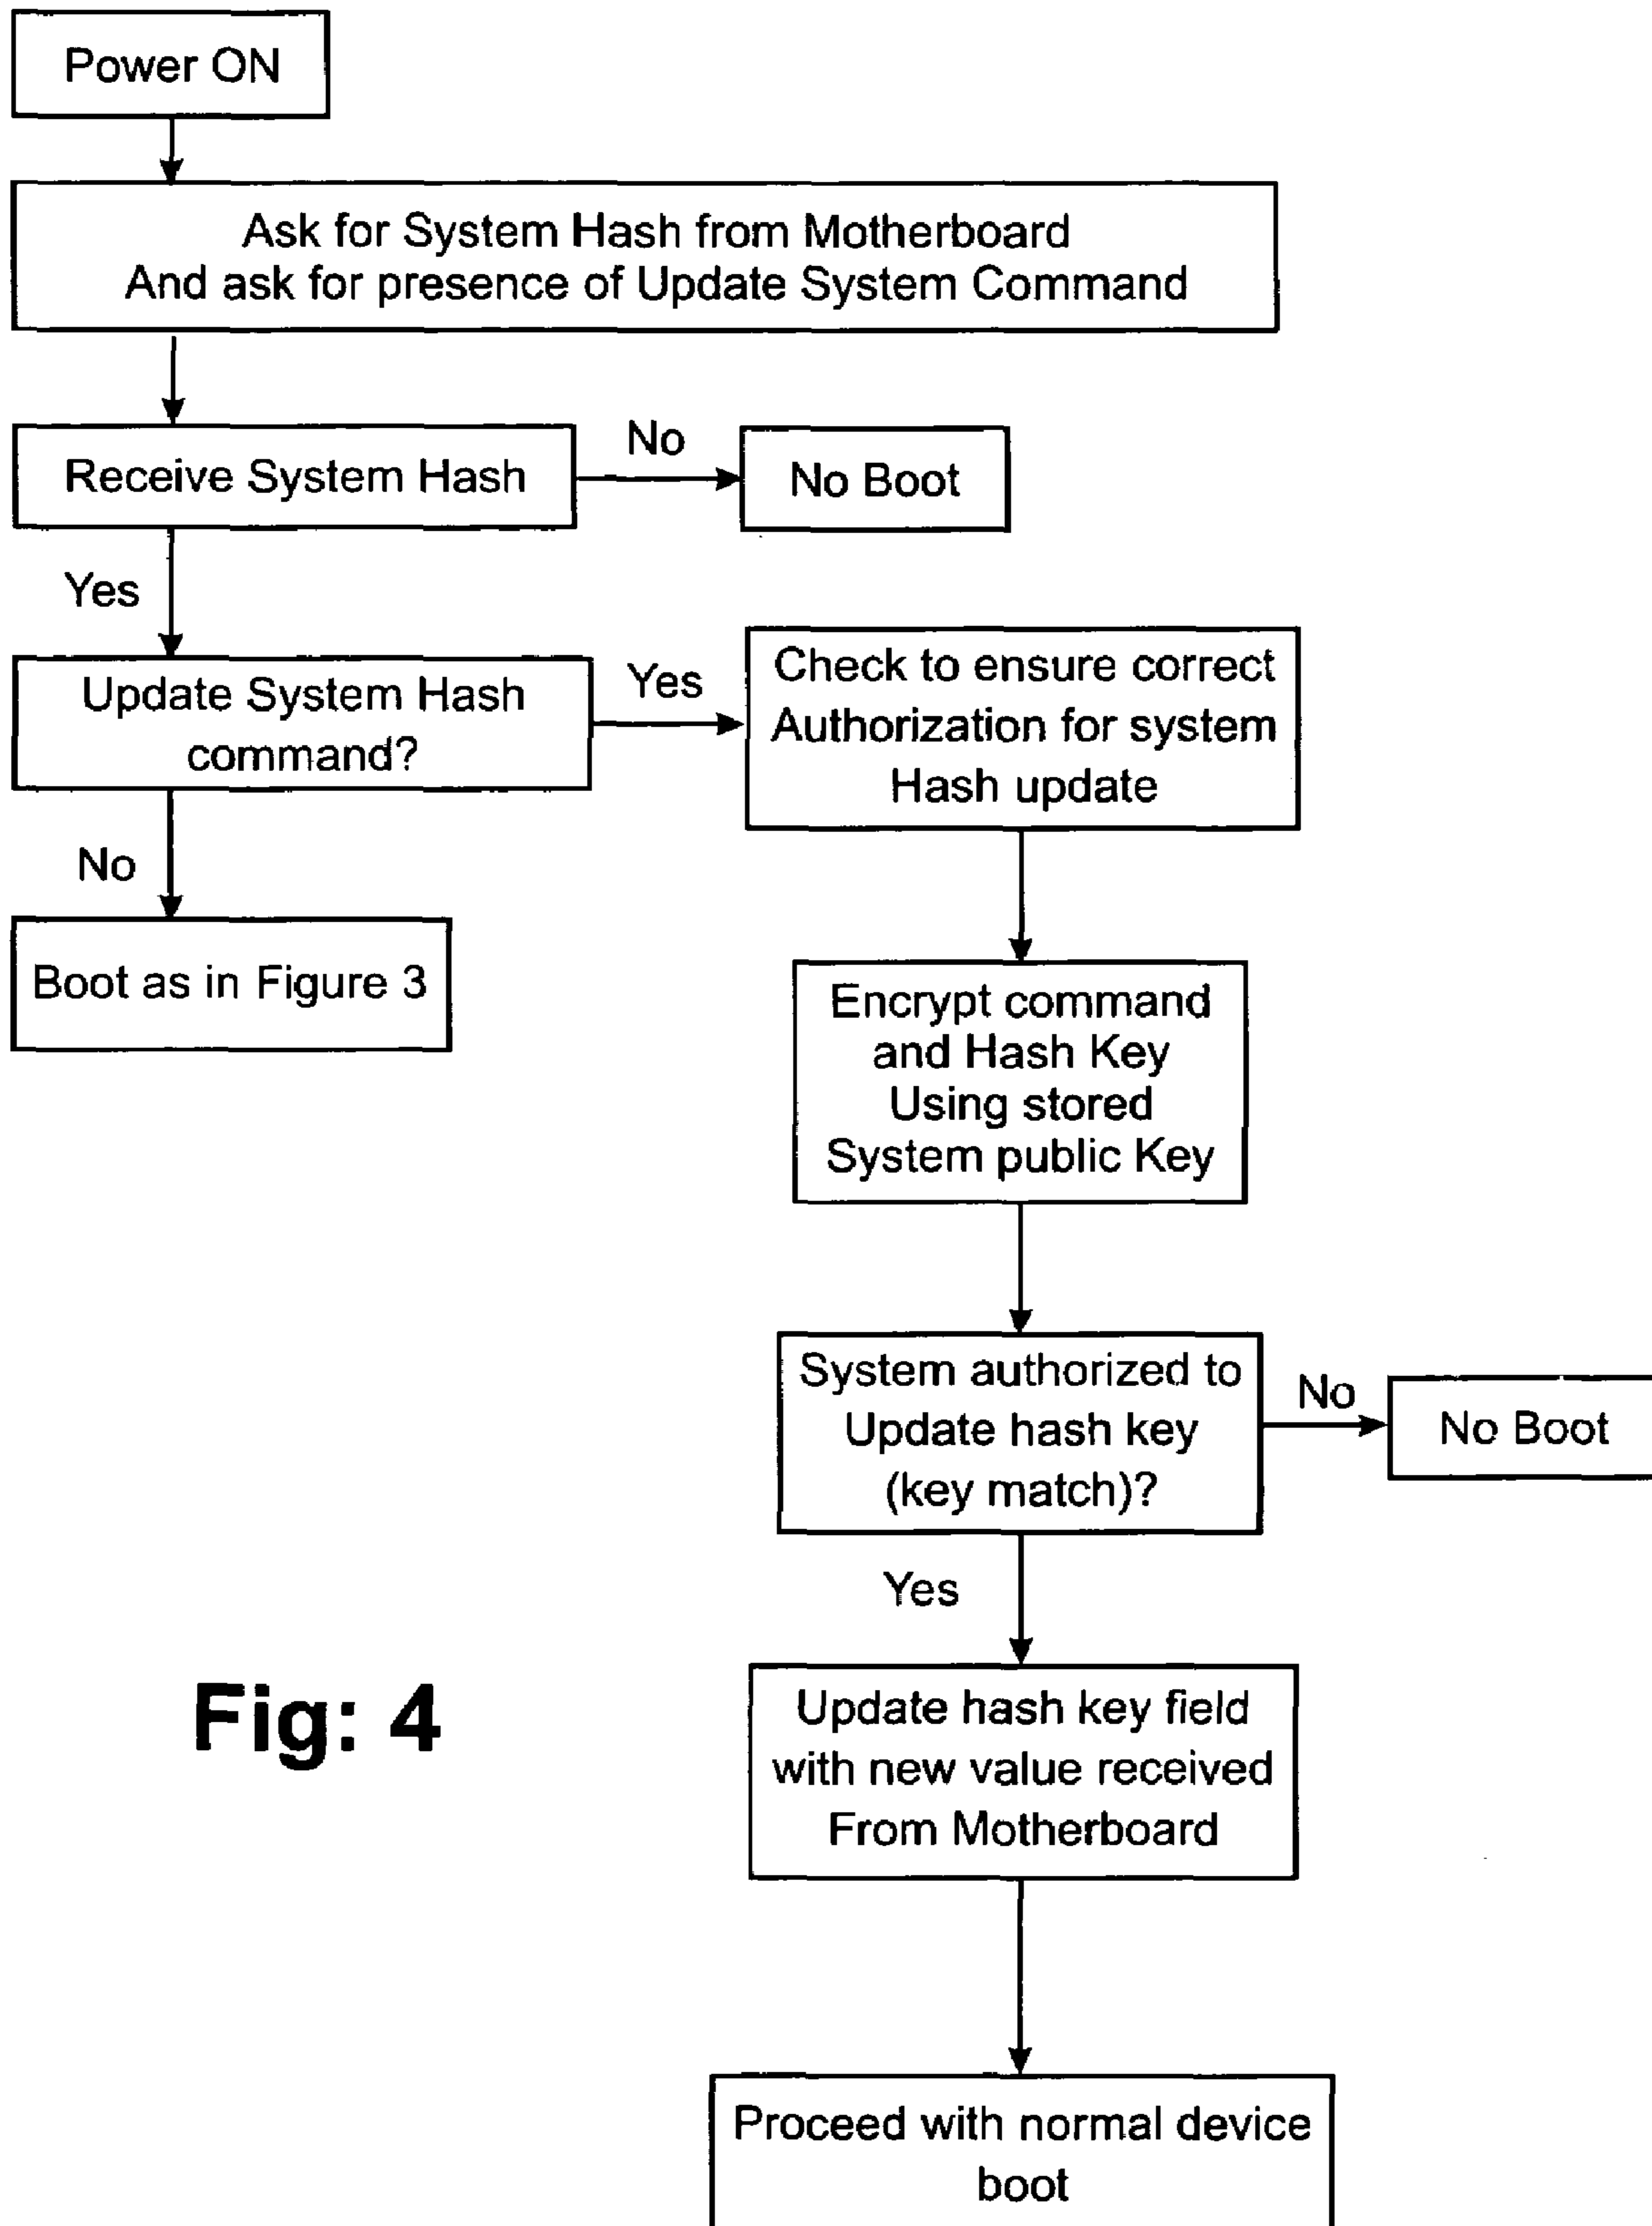 Power ON
Ask for System Hash from Motherboard
And ask for presence of Update System Command
Receive System Hash
No
No Boot
Yes
Update System Hash
command?
Yes
Check to ensure correct
Authorization for system
Hash update
No
Boot as in Figure 3
Encrypt command
and Hash Key
Using stored
System public Key
System authorized to
Update hash key
(key match)?
No
No Boot
Yes
Update hash key field
with new value received
From Motherboard
Fig: 4
Proceed with normal device
boot